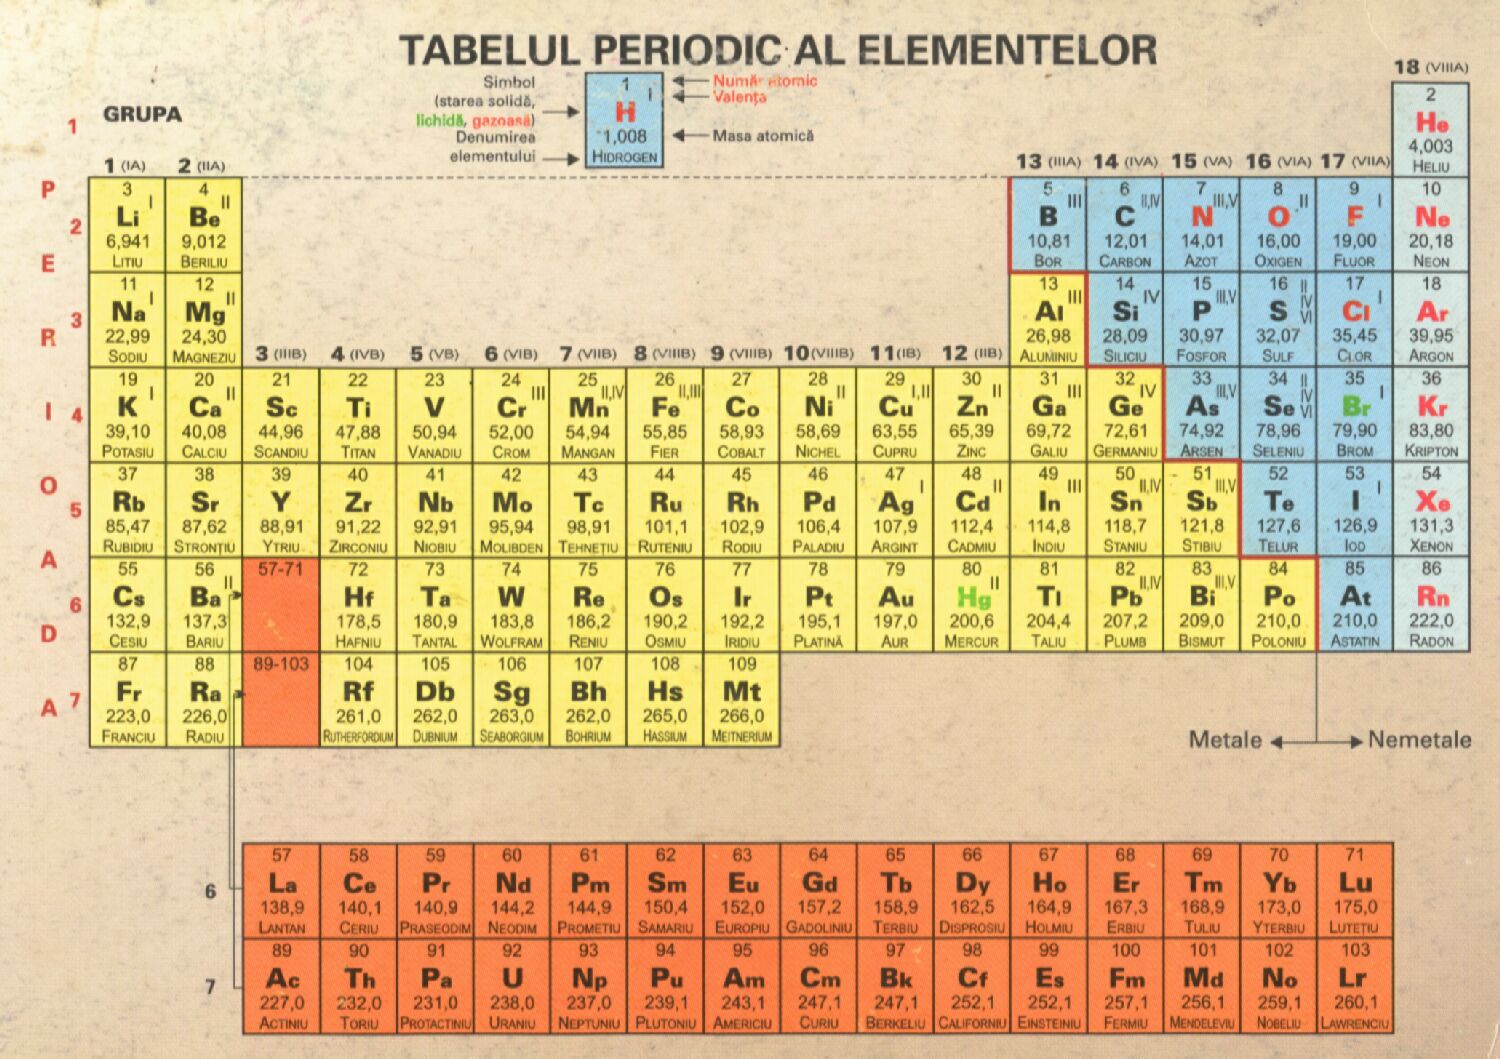 TABELUL PERIODIC AL ELEMENTELOR
Simbol
(starea solidă,
lichidă, gazoasă)
Denumirea
elementului
1 I
H
1,008
HIDROGEN
Număr atomic
Valența
Masa atomică
GRUPA
PERIOADA
1 (IA) 2 (IIA) 3 (IIIB) 4 (IVB) 5 (VB) 6 (VIB) 7 (VIIB) 8 (VIIIB) 9 (VIIIB) 10 (VIIIB) 11 (IB) 12 (IIB) 13 (IIIA) 14 (IVA) 15 (VA) 16 (VIA) 17 (VIIA) 18 (VIIIA)
1
2
He
4,003
HELIU
2
3 4 5 6 7 8 9 10
Li I Be II B III C II,IV N III,V O II F I Ne
6,941 9,012 10,81 12,01 14,01 16,00 19,00 20,18
LITIU BERILIU BOR CARBON AZOT OXIGEN FLUOR NEON
3
11 12 13 14 15 16 17 18
Na I Mg II Al III Si IV P III,V S II IV VI Cl I Ar
22,99 24,30 26,98 28,09 30,97 32,07 35,45 39,95
SODIU MAGNEZIU ALUMINIU SILICIU FOSFOR SULF CLOR ARGON
4
19 20 21 22 23 24 25 26 27 28 29 30 31 32 33 34 35 36
K I Ca II Sc Ti V Cr III Mn II,IV Fe II,III Co Ni II Cu I,II Zn II Ga III Ge IV As III,V Se II IV VI Br I Kr
39,10 40,08 44,96 47,88 50,94 52,00 54,94 55,85 58,93 58,69 63,55 65,39 69,72 72,61 74,92 78,96 79,90 83,80
POTASIU CALCIU SCANDIU TITAN VANADIU CROM MANGAN FIER COBALT NICHEL CUPRU ZINC GALIU GERMANIU ARSEN SELENIU BROM KRIPTON
5
37 38 39 40 41 42 43 44 45 46 47 48 49 50 51 52 53 54
Rb Sr Y Zr Nb Mo Tc Ru Rh Pd Ag I Cd II In III Sn II,IV Sb III,V Te I I Xe
85,47 87,62 88,91 91,22 92,91 95,94 98,91 101,1 102,9 106,4 107,9 112,4 114,8 118,7 121,8 127,6 126,9 131,3
RUBIDIU STRONȚIU YTRIU ZIRCONIU NIOBIU MOLIBDEN TEHNEȚIU RUTENIU RODIU PALADIU ARGINT CADMIU INDIU STANIU STIBIU TELUR IOD XENON
6
55 56 57-71 72 73 74 75 76 77 78 79 80 81 82 83 84 85 86
Cs Ba II Hf Ta W Re Os Ir Pt Au Hg II Tl Pb II,IV Bi III,V Po At Rn
132,9 137,3 178,5 180,9 183,8 186,2 190,2 192,2 195,1 197,0 200,6 204,4 207,2 209,0 210,0 210,0 222,0
CESIU BARIU HAFNIU TANTAL WOLFRAM RENIU OSMIU IRIDIU PLATINĂ AUR MERCUR TALIU PLUMB BISMUT POLONIU ASTATIN RADON
7
87 88 89-103 104 105 106 107 108 109
Fr Ra Rf Db Sg Bh Hs Mt
223,0 226,0 261,0 262,0 263,0 262,0 265,0 266,0
FRANCIU RADIU RUTHERFORDIUM DUBNIUM SEABORGIUM BOHRIUM HASSIUM MEITNERIUM
Metale Nemetale
6
57 58 59 60 61 62 63 64 65 66 67 68 69 70 71
La Ce Pr Nd Pm Sm Eu Gd Tb Dy Ho Er Tm Yb Lu
138,9 140,1 140,9 144,2 144,9 150,4 152,0 157,2 158,9 162,5 164,9 167,3 168,9 173,0 175,0
LANTAN CERIU PRASEODIM NEODIM PROMETIU SAMARIU EUROPIU GADOLINIU TERBIU DISPROSIU HOLMIU ERBIU TULIU YTERBIU LUTEȚIU
7
89 90 91 92 93 94 95 96 97 98 99 100 101 102 103
Ac Th Pa U Np Pu Am Cm Bk Cf Es Fm Md No Lr
227,0 232,0 231,0 238,0 237,0 239,1 243,1 247,1 247,1 252,1 252,1 257,1 256,1 259,1 260,1
ACTINIU TORIU PROTACTINIU URANIU NEPTUNIU PLUTONIU AMERICIU CURIU BERKELIU CALIFORNIU EINSTEINIU FERMIU MENDELEVIU NOBELIU LAWRENCIU